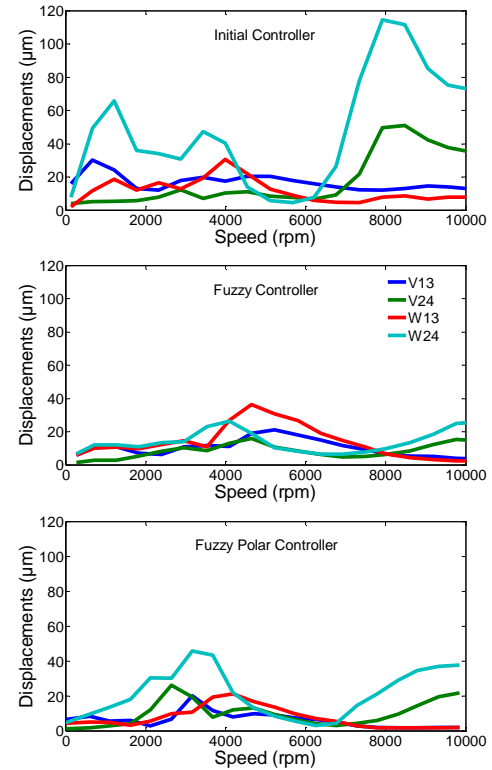 Initial Controller
Displacements (µm)
120
100
80
60
40
20
0
0 2000 4000 6000 8000 10000
Speed (rpm)
Fuzzy Controller
V13
V24
W13
W24
Displacements (µm)
120
100
80
60
40
20
0
0 2000 4000 6000 8000 10000
Speed (rpm)
Fuzzy Polar Controller
Displacements (µm)
120
100
80
60
40
20
0
0 2000 4000 6000 8000 10000
Speed (rpm)